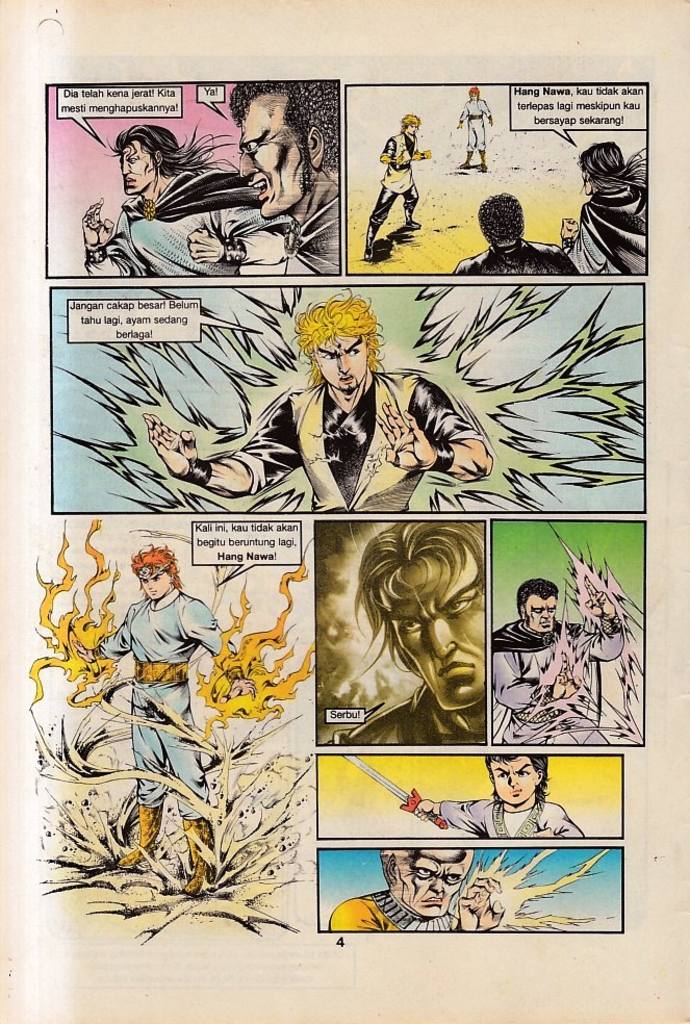 Dia telah kena jerat! Kita
mesti menghapuskannya!
Ya!
Hang Nawa, kau tidak akan
terlepas lagi meskipun kau
bersayap sekarang!
Jangan cakap besar! Belum
tahu lagi, ayam sedang
berlaga!
Kali ini, kau tidak akan
begitu beruntung lagi,
Hang Nawa!
Serbu!
4